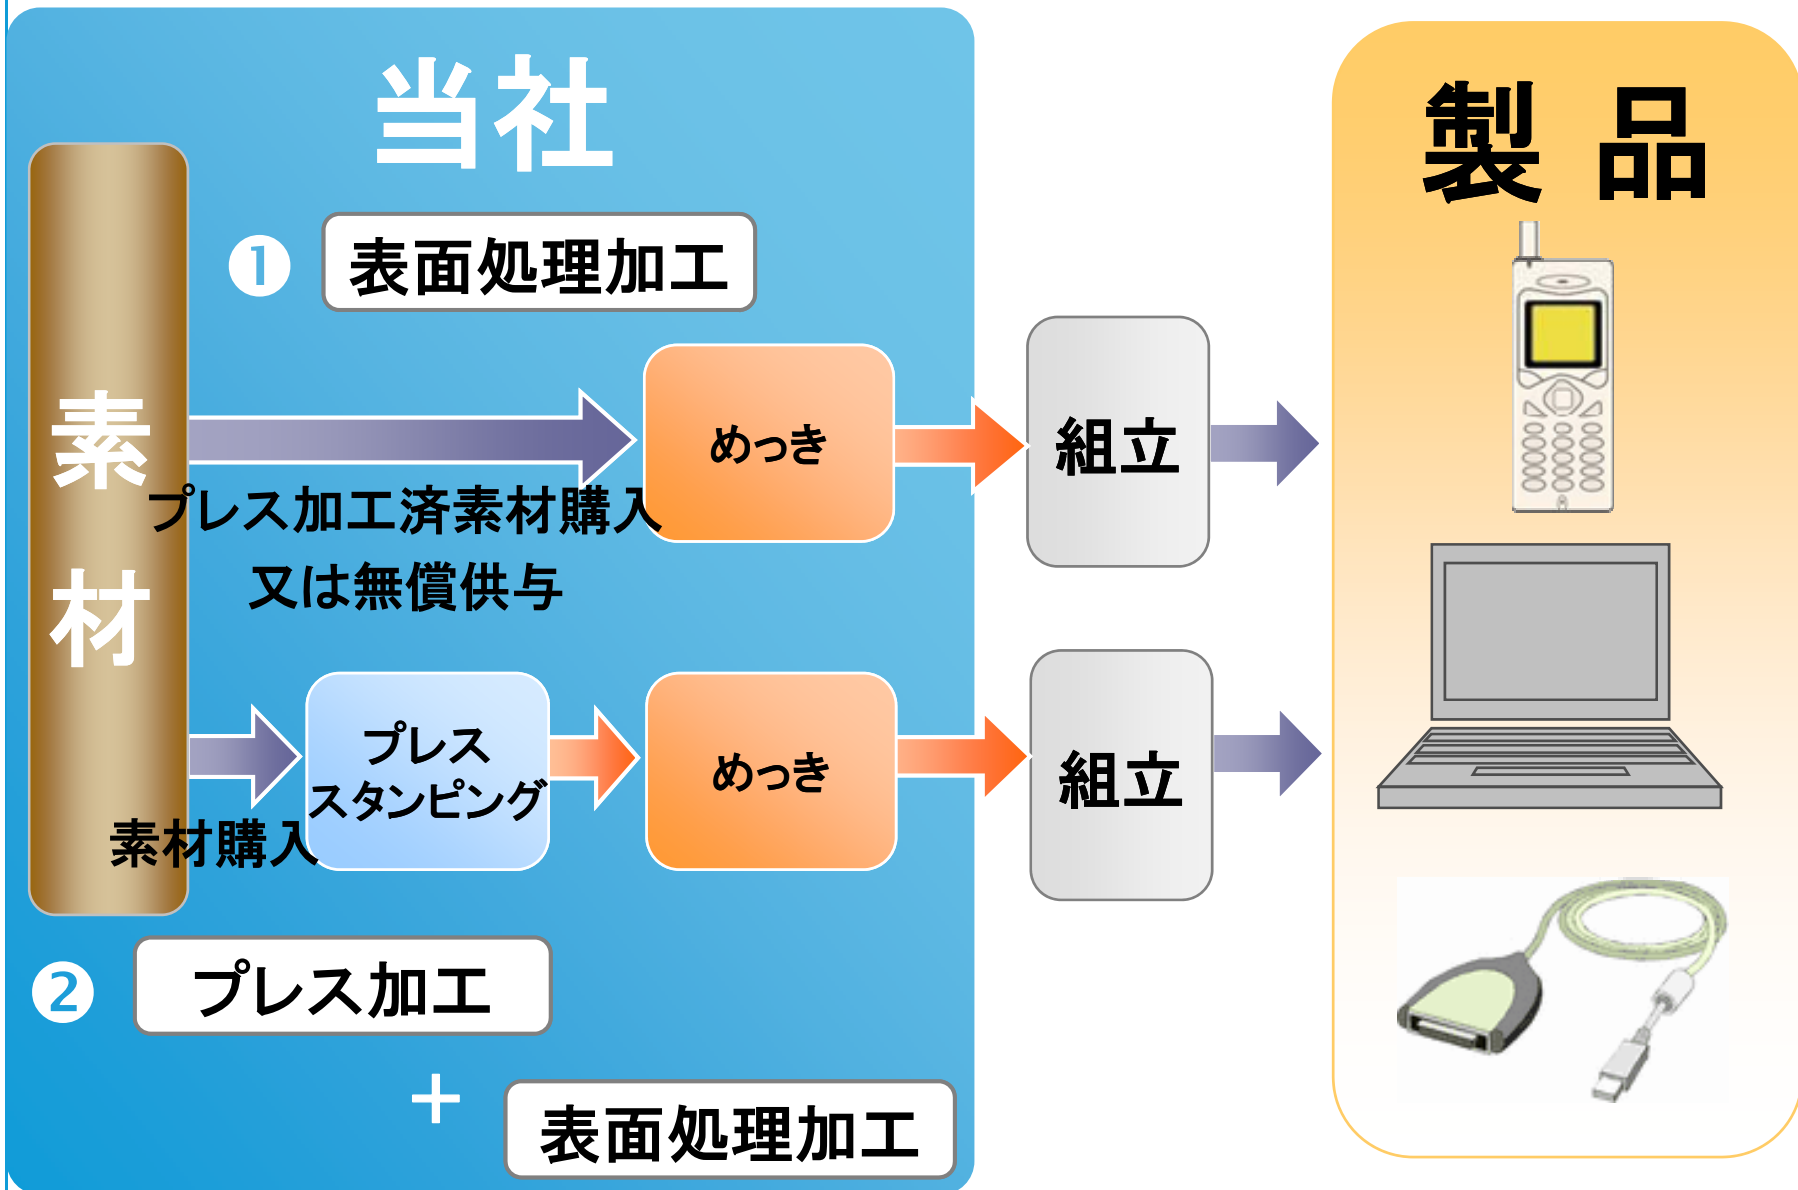 当社
製 品
❶ 表面処理加工
素
材
めっき
組立
プレス加工済素材購入
又は無償供与
プレス
スタンピング
めっき
組立
素材購入
❷ プレス加工
+
表面処理加工